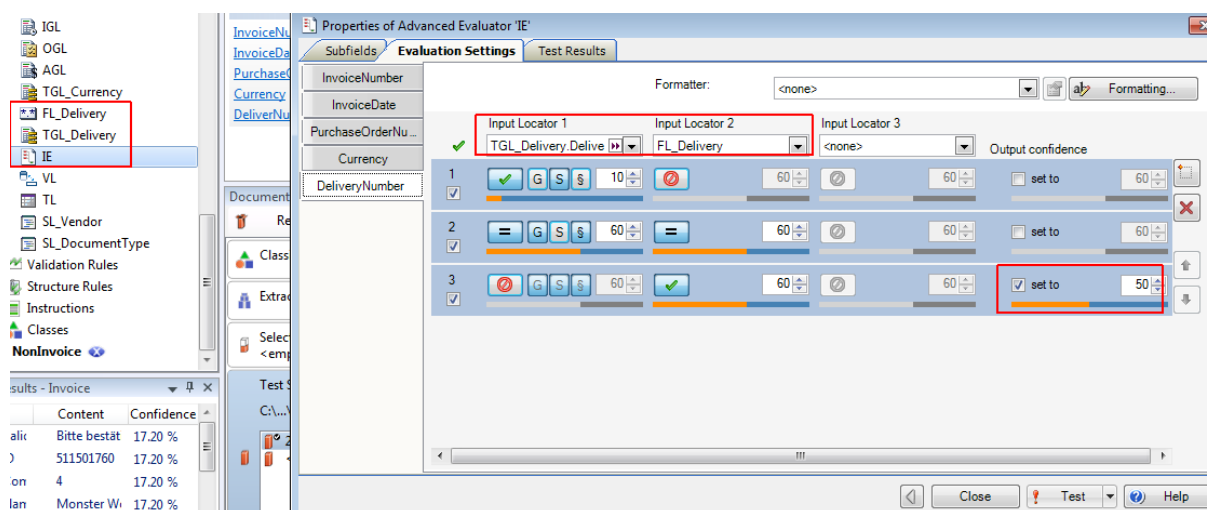 IGL
OGL
AGL
TGL_Currency
FL_Delivery
TGL_Delivery
IE
VL
TL
SL_Vendor
SL_DocumentType
Validation Rules
Structure Rules
Instructions
Classes
NonInvoice
esults - Invoice
Content Confidence
Bitte bestät 17.20 %
511501760 17.20 %
4 17.20 %
Monster W 17.20 %
InvoiceNu
InvoiceDa
Purchase
Currency
DeliverNu
Document
Re
Class
Extra
Selec
<emp
Test S
C:\...\
Properties of Advanced Evaluator 'IE'
Subfields Evaluation Settings Test Results
InvoiceNumber
InvoiceDate
PurchaseOrderNu...
Currency
DeliveryNumber
Formatter: <none> Formatting...
Input Locator 1 Input Locator 2 Input Locator 3
TGL_Delivery.Delive FL_Delivery <none> Output confidence
1 G S § 10 60 60 set to 60
2 = G S § 60 = 60 60 set to 60
3 G S § 60 60 60 set to 50
Close Test Help